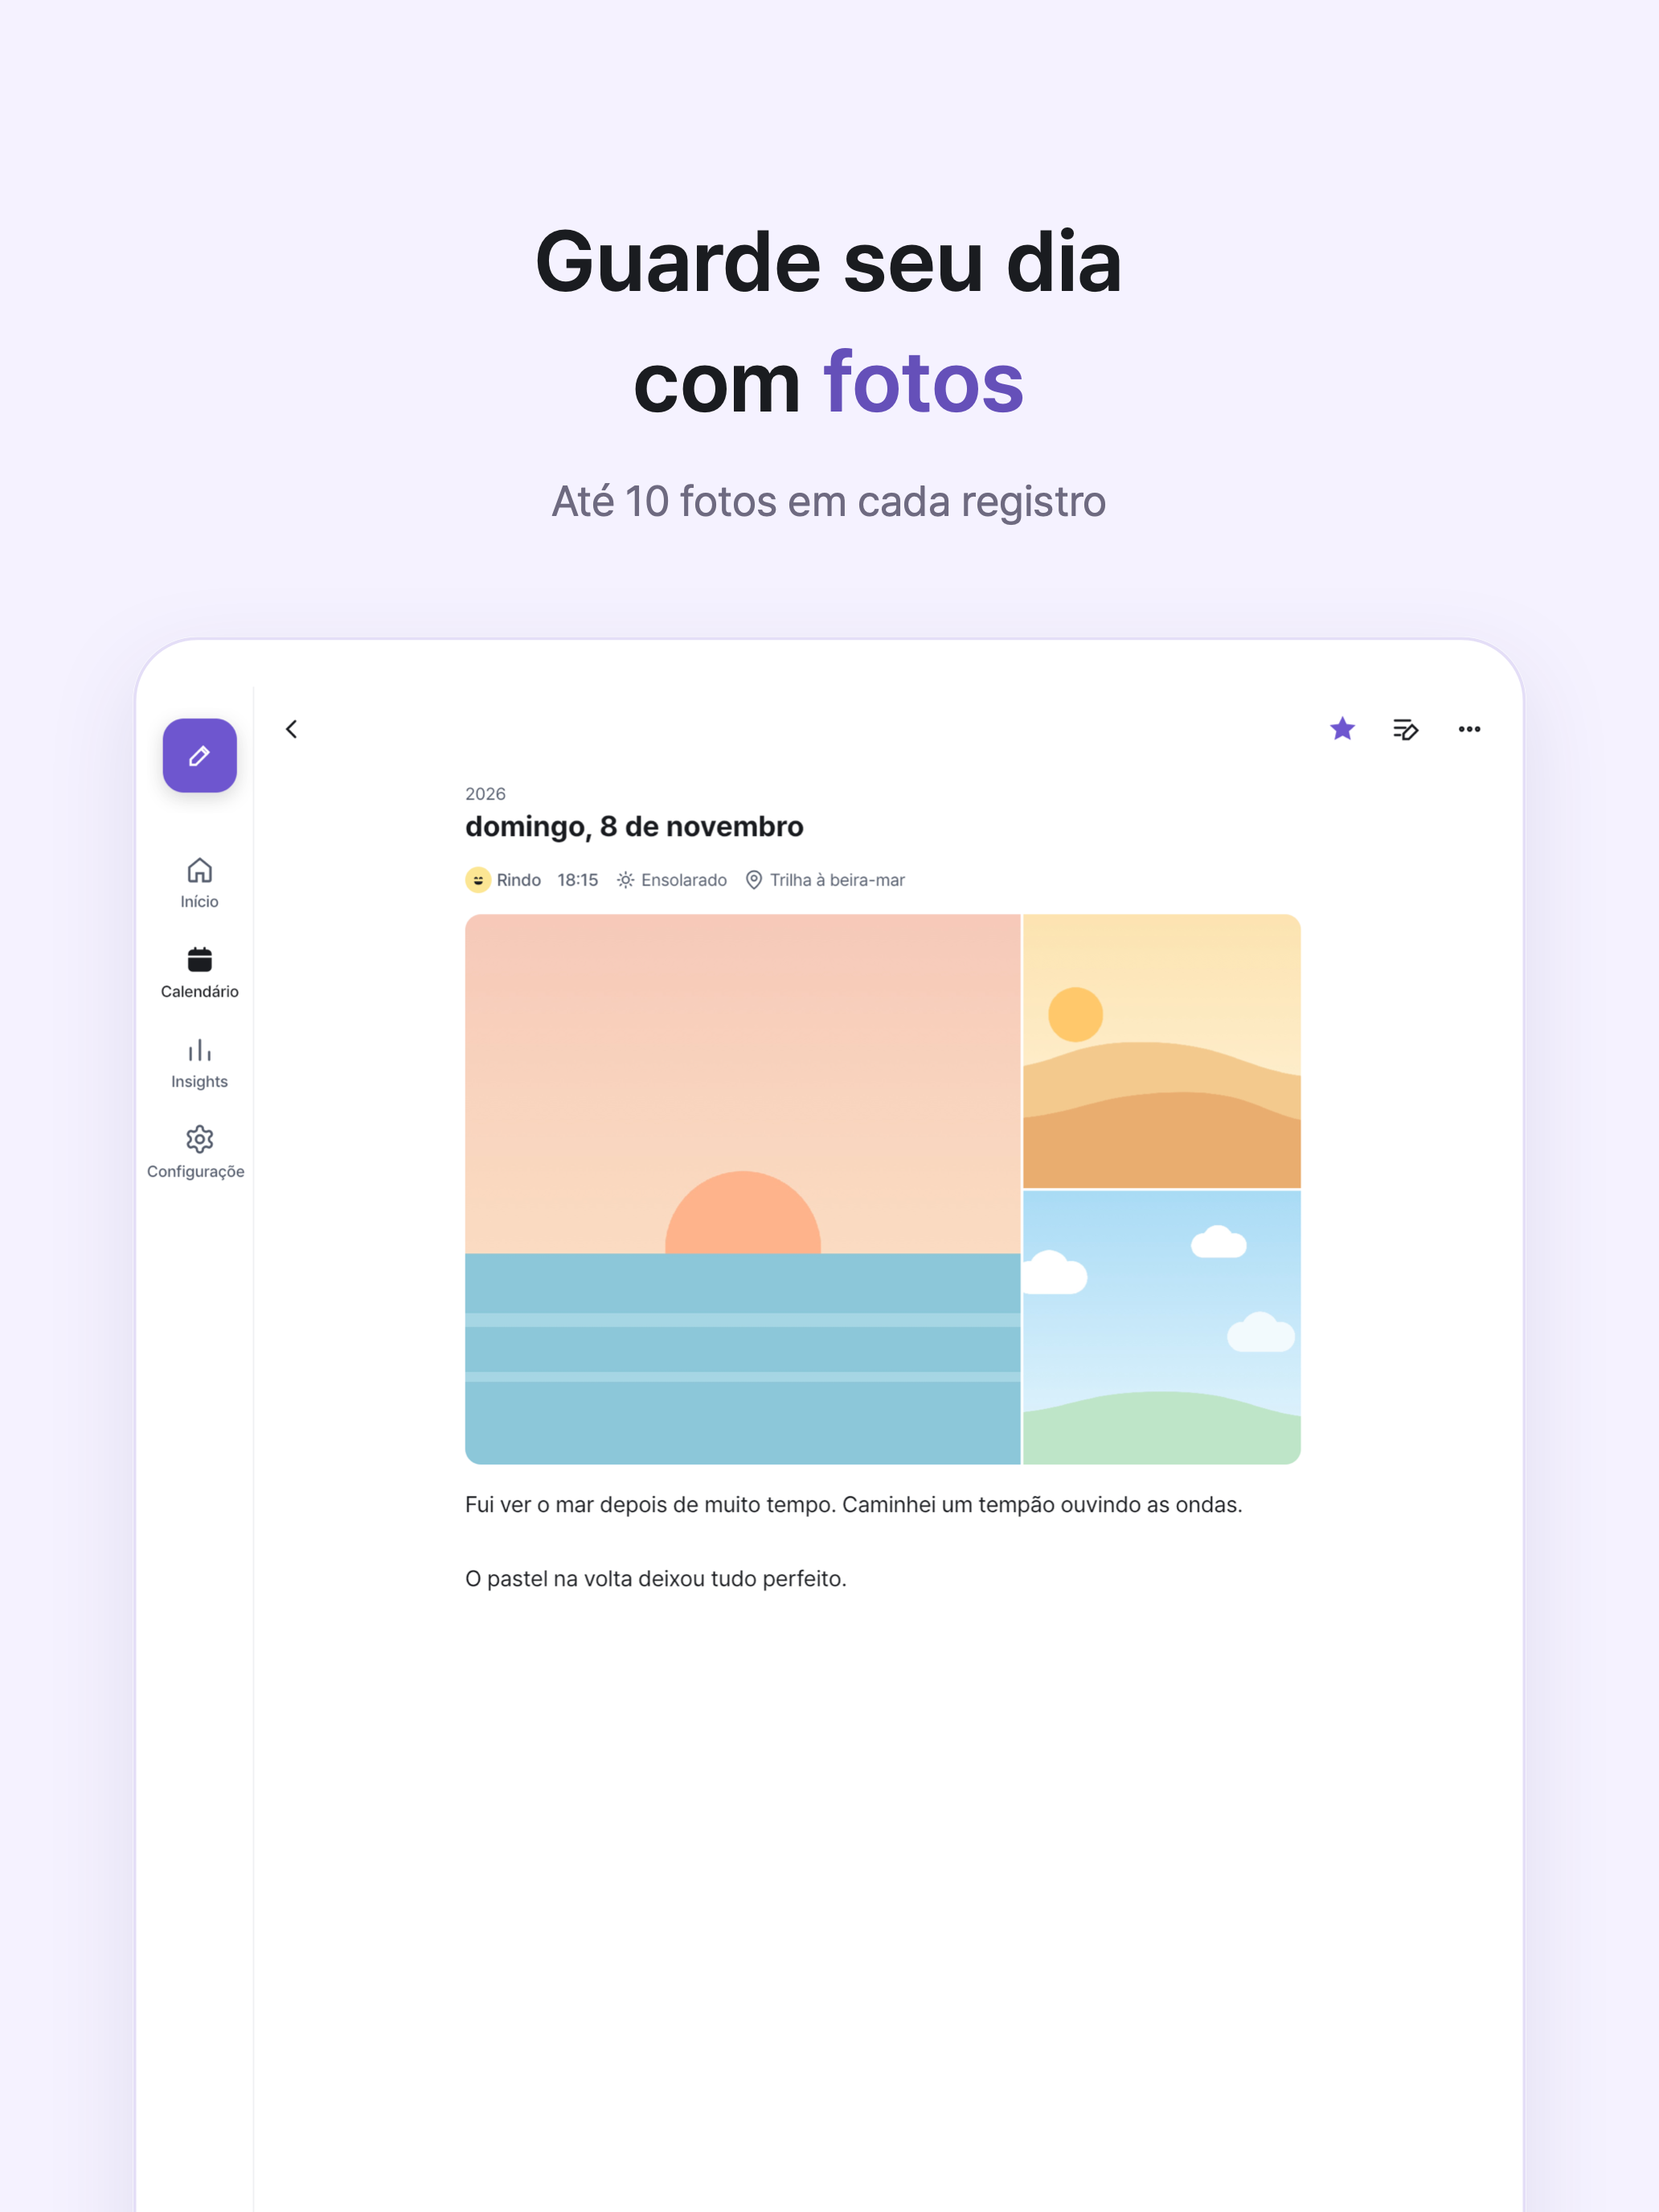 Guarde seu dia
com fotos
Até 10 fotos em cada registro
2026
domingo, 8 de novembro
Rindo 18:15 Ensolarado Trilha à beira-mar
Início
Calendário
Insights
Configuraçõe
Fui ver o mar depois de muito tempo. Caminhei um tempão ouvindo as ondas.
O pastel na volta deixou tudo perfeito.